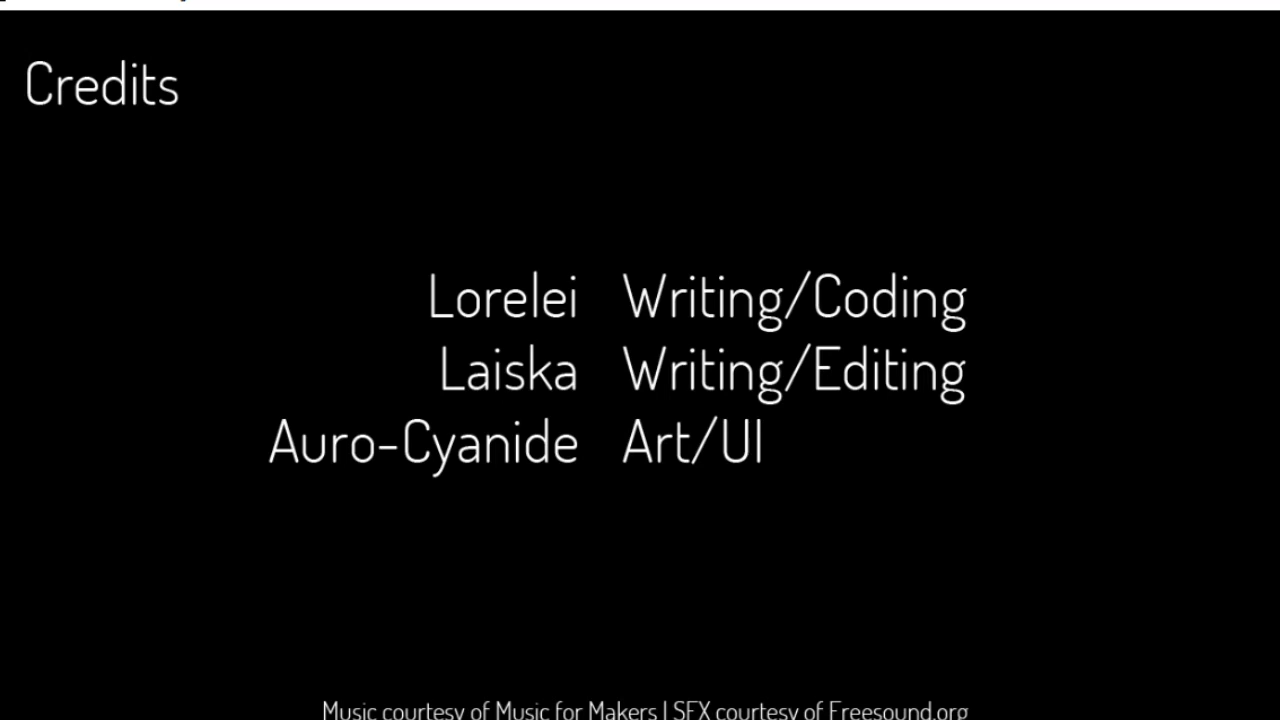 Credits
Lorelei Writing/Coding
Laiska Writing/Editing
Auro-Cyanide Art/UI
Music courtesy of Music for Makers | SFX courtesy of Freesound.org